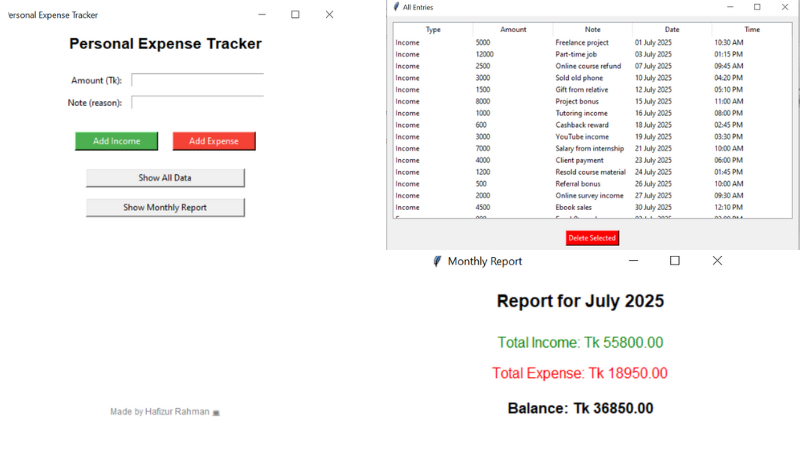 Personal Expense Tracker
Personal Expense Tracker
Amount (Tk):
Note (reason):
Add Income Add Expense
Show All Data
Show Monthly Report
Made by Hafizur Rahman
All Entries
Type Amount Note Date Time
Income 5000 Freelance project 01 July 2025 10:30 AM
Income 12000 Part-time job 03 July 2025 01:15 PM
Income 2500 Online course refund 07 July 2025 09:45 AM
Income 3000 Sold old phone 10 July 2025 04:20 PM
Income 1500 Gift from relative 12 July 2025 05:10 PM
Income 8000 Project bonus 15 July 2025 11:00 AM
Income 1000 Tutoring income 16 July 2025 08:00 PM
Income 600 Cashback reward 18 July 2025 02:45 PM
Income 3000 YouTube income 19 July 2025 03:30 PM
Income 7000 Salary from internship 21 July 2025 10:00 AM
Income 4000 Client payment 23 July 2025 06:00 PM
Income 1200 Resold course material 24 July 2025 01:45 PM
Income 500 Referral bonus 26 July 2025 10:00 AM
Income 2000 Online survey income 27 July 2025 09:30 AM
Income 4500 Ebook sales 30 July 2025 12:10 PM
Delete Selected
Monthly Report
Report for July 2025
Total Income: Tk 55800.00
Total Expense: Tk 18950.00
Balance: Tk 36850.00